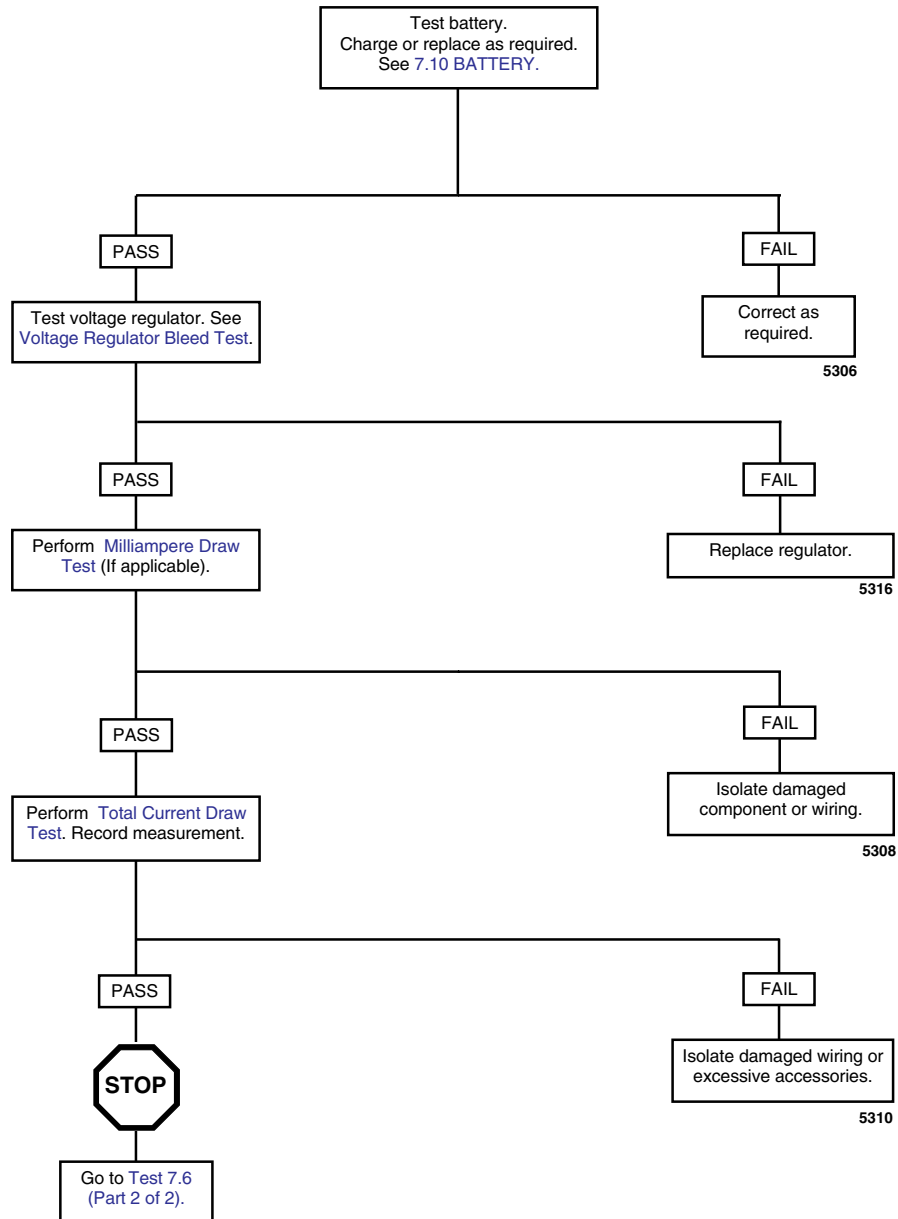 Test battery.
Charge or replace as required.
See 7.10 BATTERY.
PASS
FAIL
Test voltage regulator. See
Voltage Regulator Bleed Test.
Correct as
required.
5306
PASS
FAIL
Perform Milliampere Draw
Test (If applicable).
Replace regulator.
5316
PASS
FAIL
Perform Total Current Draw
Test. Record measurement.
Isolate damaged
component or wiring.
5308
PASS
FAIL
STOP
Isolate damaged wiring or
excessive accessories.
5310
Go to Test 7.6
(Part 2 of 2).